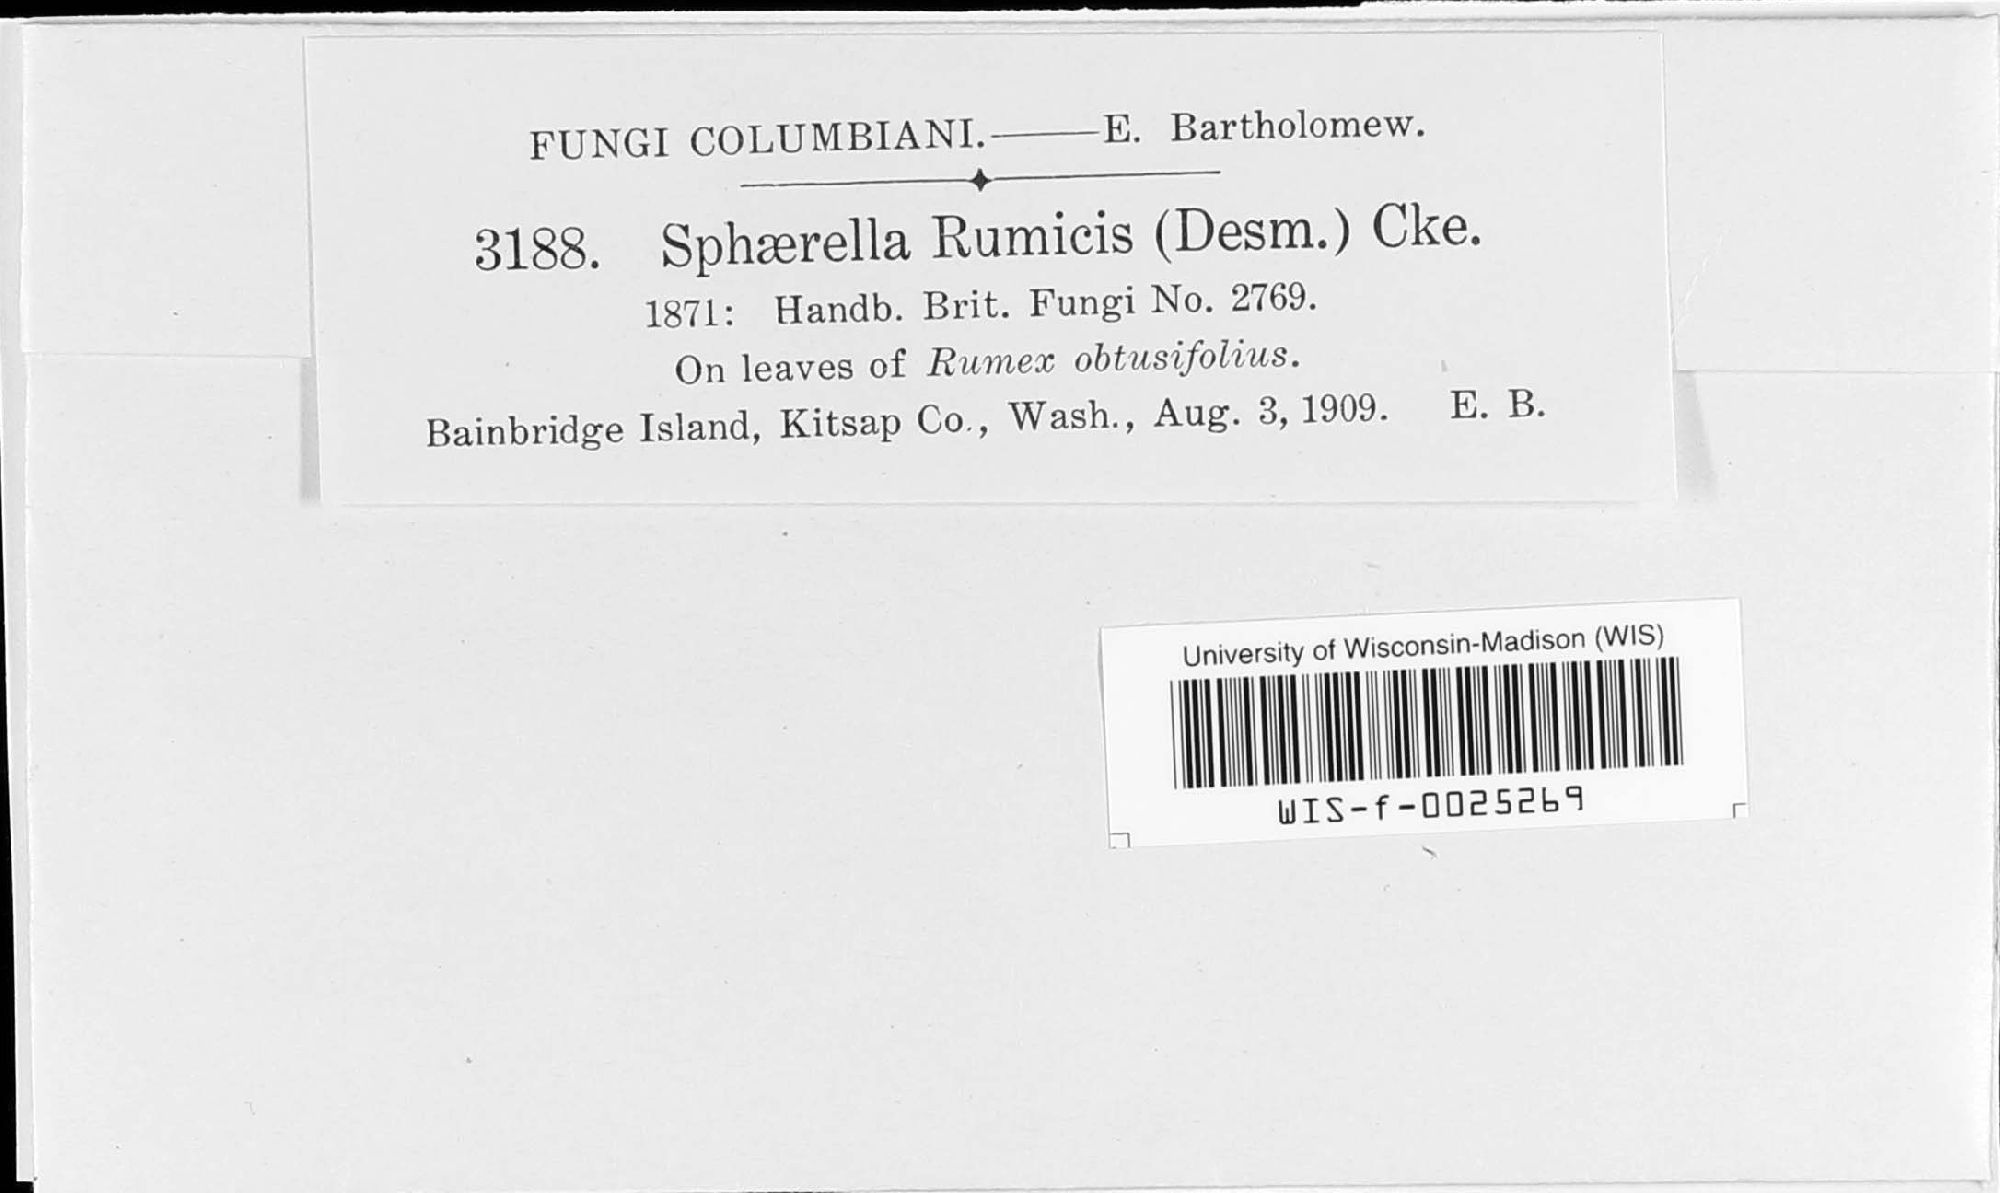 FUNGI COLUMBIANI.——E. Bartholomew.
3188. Sphærella Rumicis (Desm.) Cke.
1871: Handb. Brit. Fungi No. 2769.
On leaves of Rumex obtusifolius.
Bainbridge Island, Kitsap Co., Wash., Aug. 3, 1909. E. B.
University of Wisconsin-Madison (WIS)
WIS-f-0025269